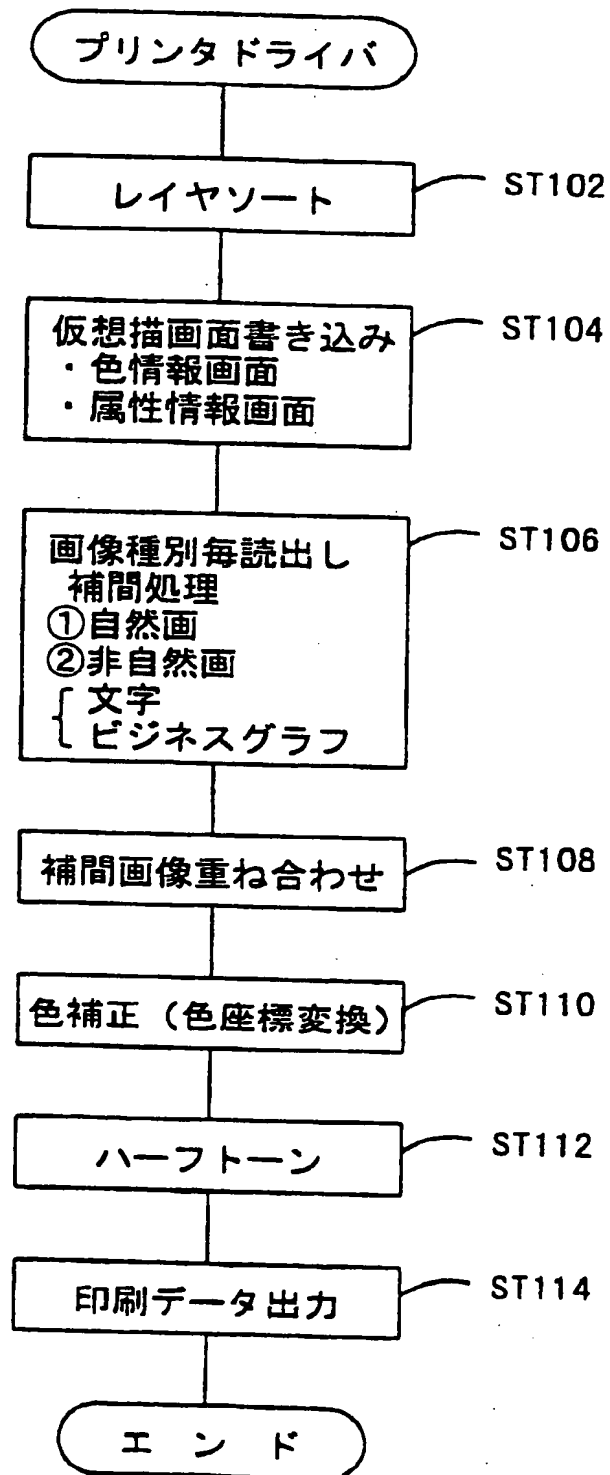 プリンタドライバ
レイヤソート
ST102
仮想描画面書き込み
・色情報画面
・属性情報画面
ST104
画像種別毎読出し
補間処理
①自然画
②非自然画
文字
ビジネスグラフ
ST106
補間画像重ね合わせ
ST108
色補正（色座標変換）
ST110
ハーフトーン
ST112
印刷データ出力
ST114
エンド